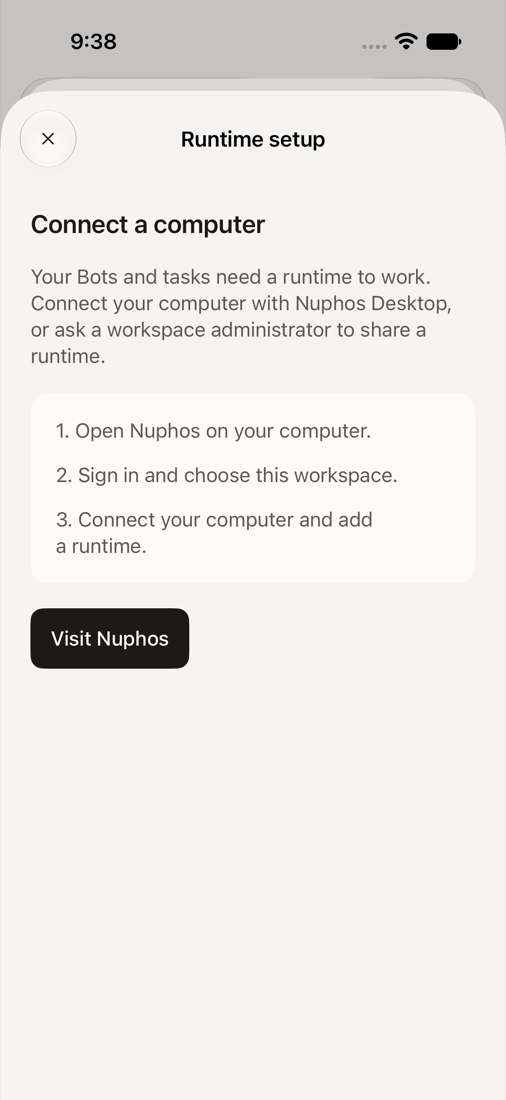 9:38
Runtime setup
Connect a computer
Your Bots and tasks need a runtime to work.
Connect your computer with Nuphos Desktop,
or ask a workspace administrator to share a
runtime.
1. Open Nuphos on your computer.
2. Sign in and choose this workspace.
3. Connect your computer and add
a runtime.
Visit Nuphos